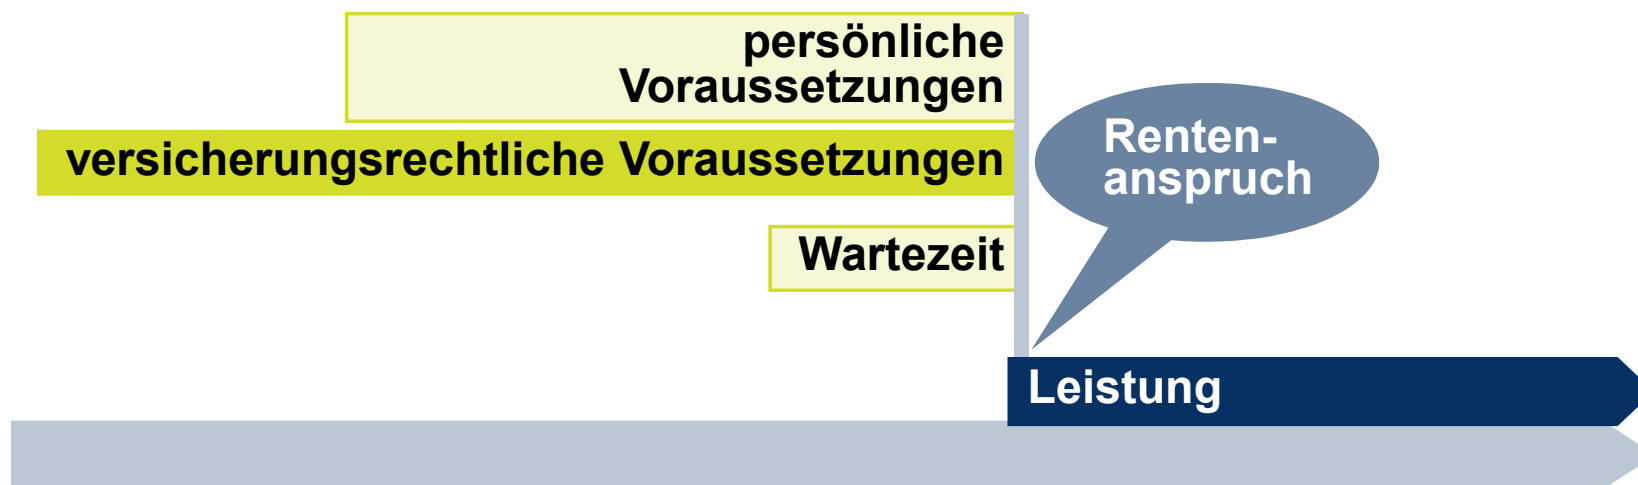 persönliche
Voraussetzungen
versicherungsrechtliche Voraussetzungen
Renten-
anspruch
Wartezeit
Leistung